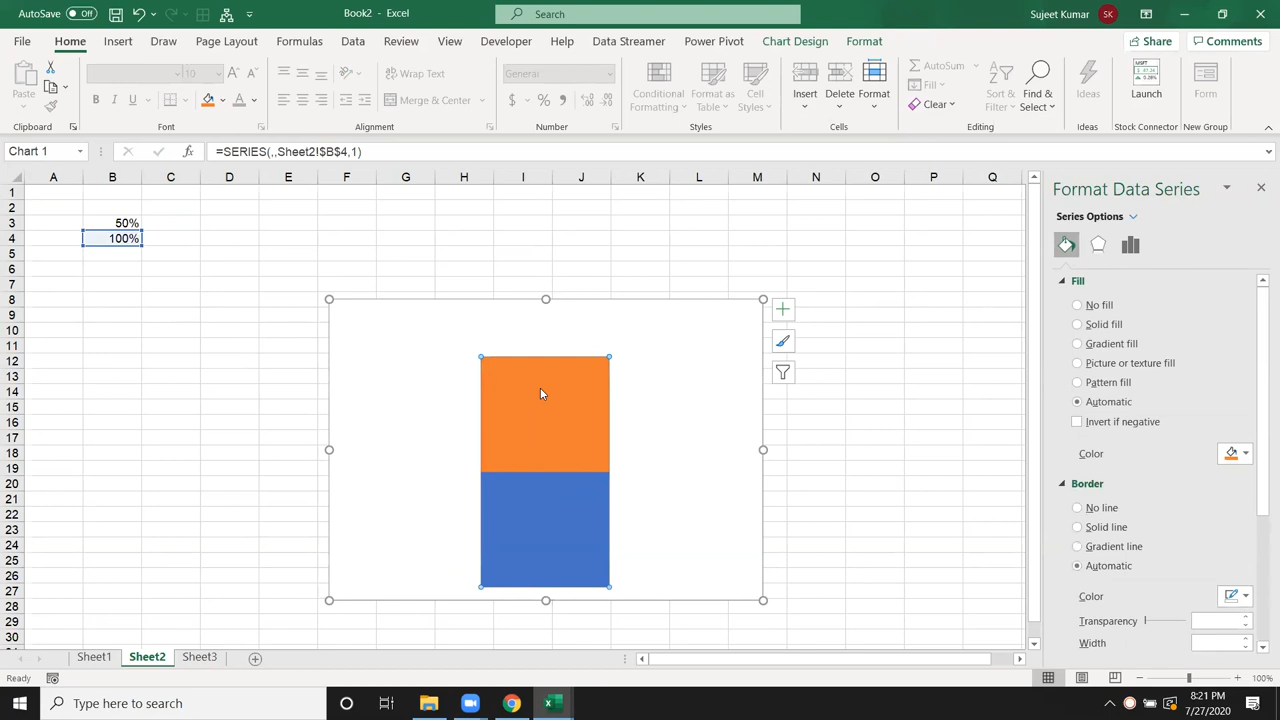 AutoSave Off Book2 - Excel Search Sujeet Kumar SK
File Home Insert Draw Page Layout Formulas Data Review View Developer Help Data Streamer Power Pivot Chart Design Format Share Comments
Paste 10 Wrap Text General AutoSum
B I U Merge & Center $ % Conditional Formatting Format as Table Cell Styles Insert Delete Format Fill Clear Sort & Filter Find & Select Ideas Launch Form
Clipboard Font Alignment Number Styles Cells Editing Ideas Stock Connector New Group
Chart 1 fx =SERIES(,,Sheet2!$B$4,1)
A B C D E F G H I J K L M N O P Q
1
2
3 50%
4 100%
5
6
7
8
9
10
11
12
13
14
15
16
17
18
19
20
21
22
23
24
25
26
27
28
29
30
Format Data Series
Series Options
Fill
No fill
Solid fill
Gradient fill
Picture or texture fill
Pattern fill
Automatic
Invert if negative
Color
Border
No line
Solid line
Gradient line
Automatic
Color
Transparency
Width
Sheet1 Sheet2 Sheet3
Ready 100%
Type here to search
8:21 PM
7/27/2020